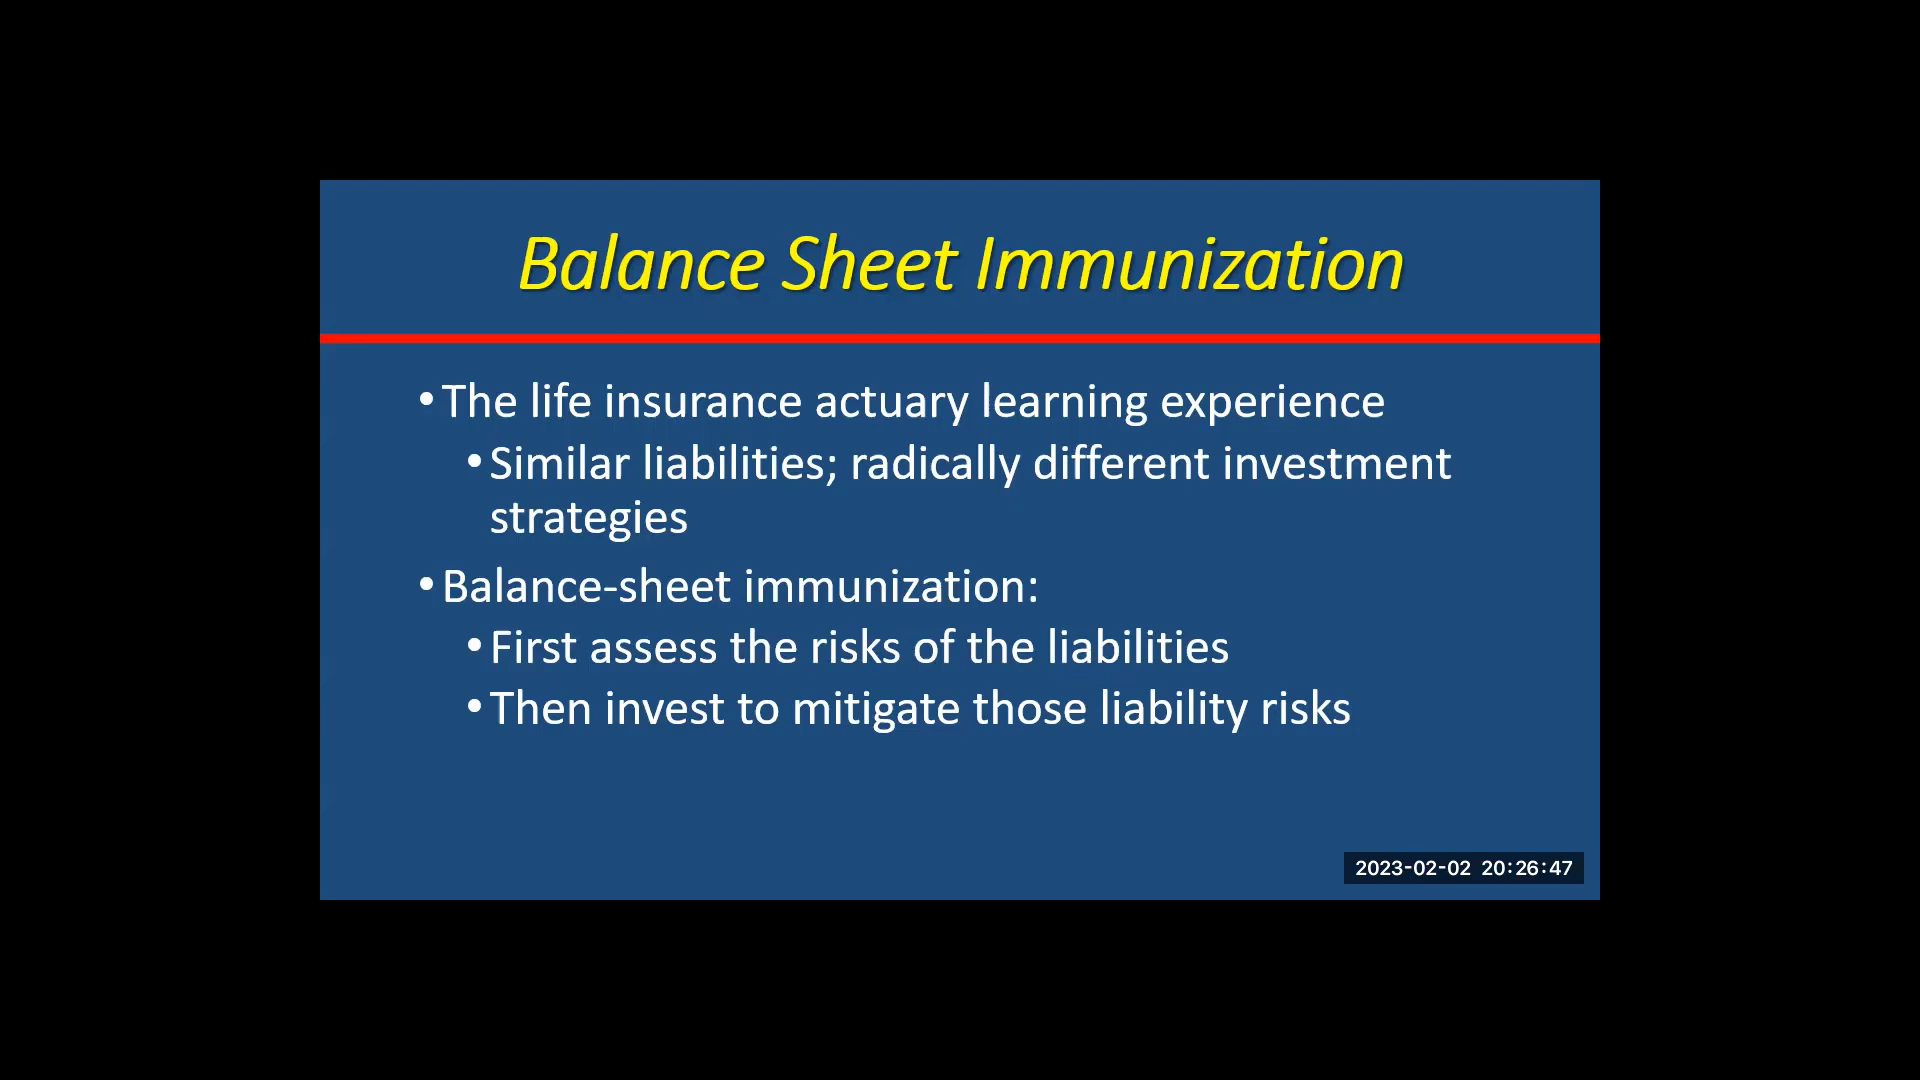 Balance Sheet Immunization
•The life insurance actuary learning experience
•Similar liabilities; radically different investment
strategies
•Balance-sheet immunization:
•First assess the risks of the liabilities
•Then invest to mitigate those liability risks
2023-02-02 20:26:47